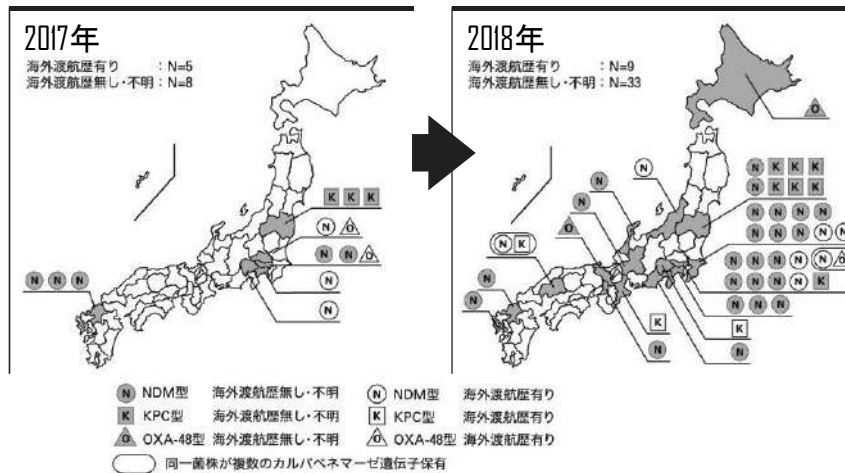 2017年
海外渡航歴有り　：N=5
海外渡航歴無し・不明：N=8
K K K
N O
N N O
N
N
N N N
2018年
海外渡航歴有り　：N=9
海外渡航歴無し・不明：N=33
O
N
N
N
O
N K
N
N
N K K K
N K K K
N N N N
N N N N N
N N N N N O
N N N N K
N N N
K
K
N
N
N NDM型 海外渡航歴無し・不明
N NDM型 海外渡航歴有り
K KPC型 海外渡航歴無し・不明
K KPC型 海外渡航歴有り
O OXA-48型 海外渡航歴無し・不明
O OXA-48型 海外渡航歴有り
同一菌株が複数のカルバペネマーゼ遺伝子保有